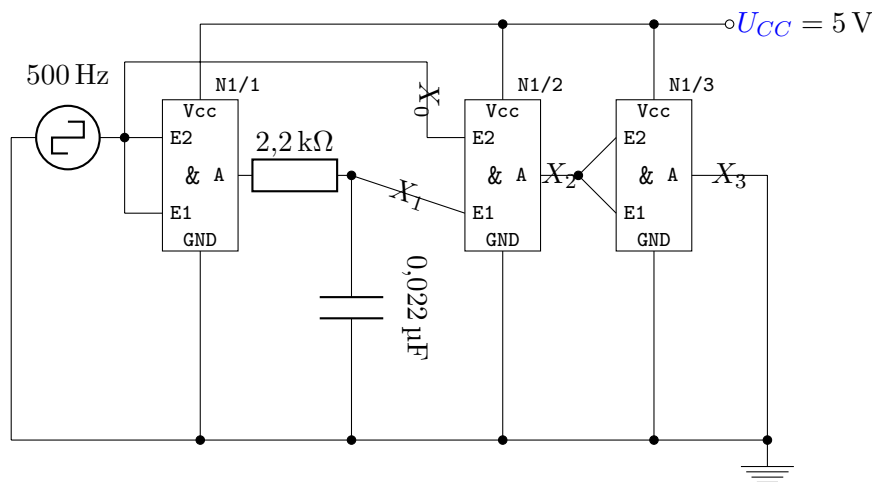 U_CC = 5 V
500 Hz
N1/1
N1/2
N1/3
Vcc
E2
&
A
E1
GND
2,2 kΩ
0,022 µF
X_0
X_1
Vcc
E2
&
A
E1
GND
X_2
Vcc
E2
&
A
E1
GND
X_3